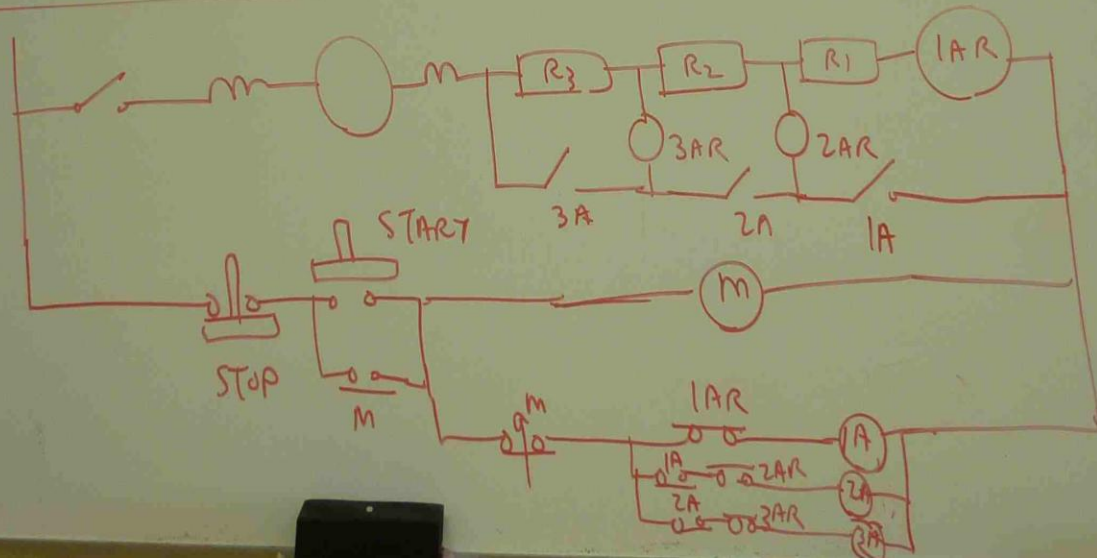 R3 R2 R1 1AR
3AR 2AR
3A 2A 1A
START
M
STOP
M
M
1AR
1A
1A 2AR
2A
2A 3AR
3A